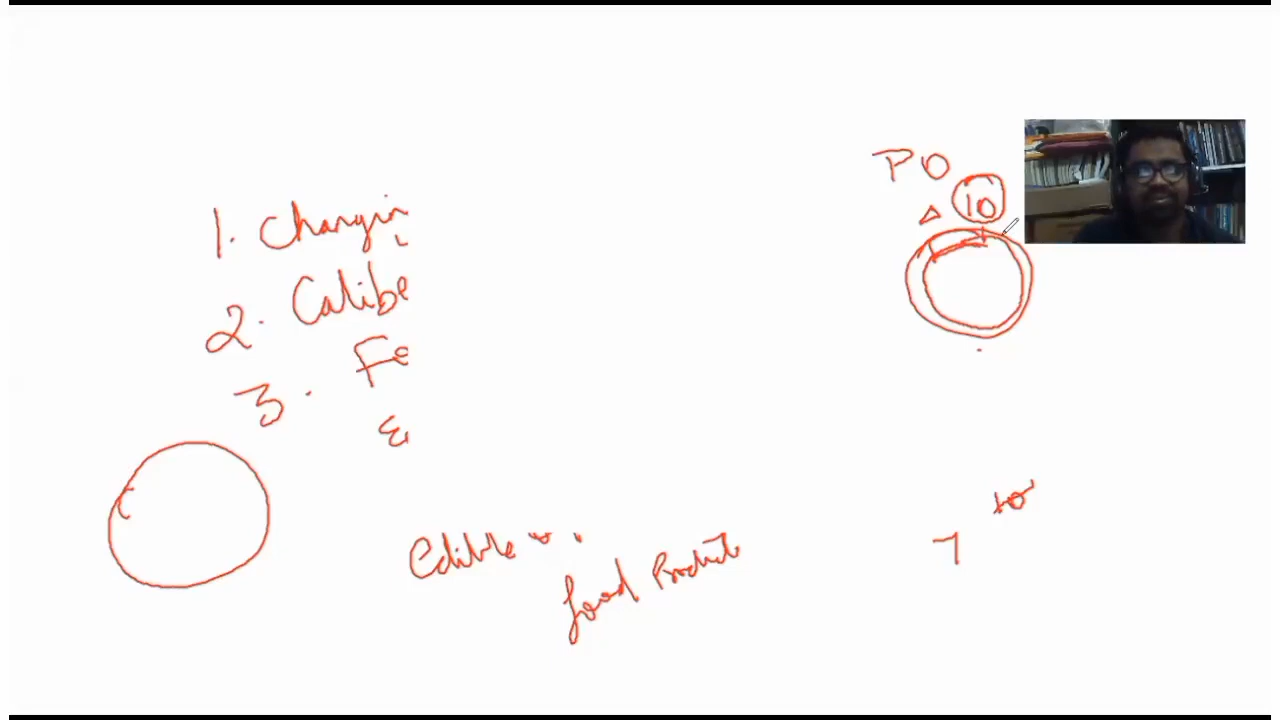 PO
10
1. Changin
2. Calibe
3. Fe
Edible
food Products
7